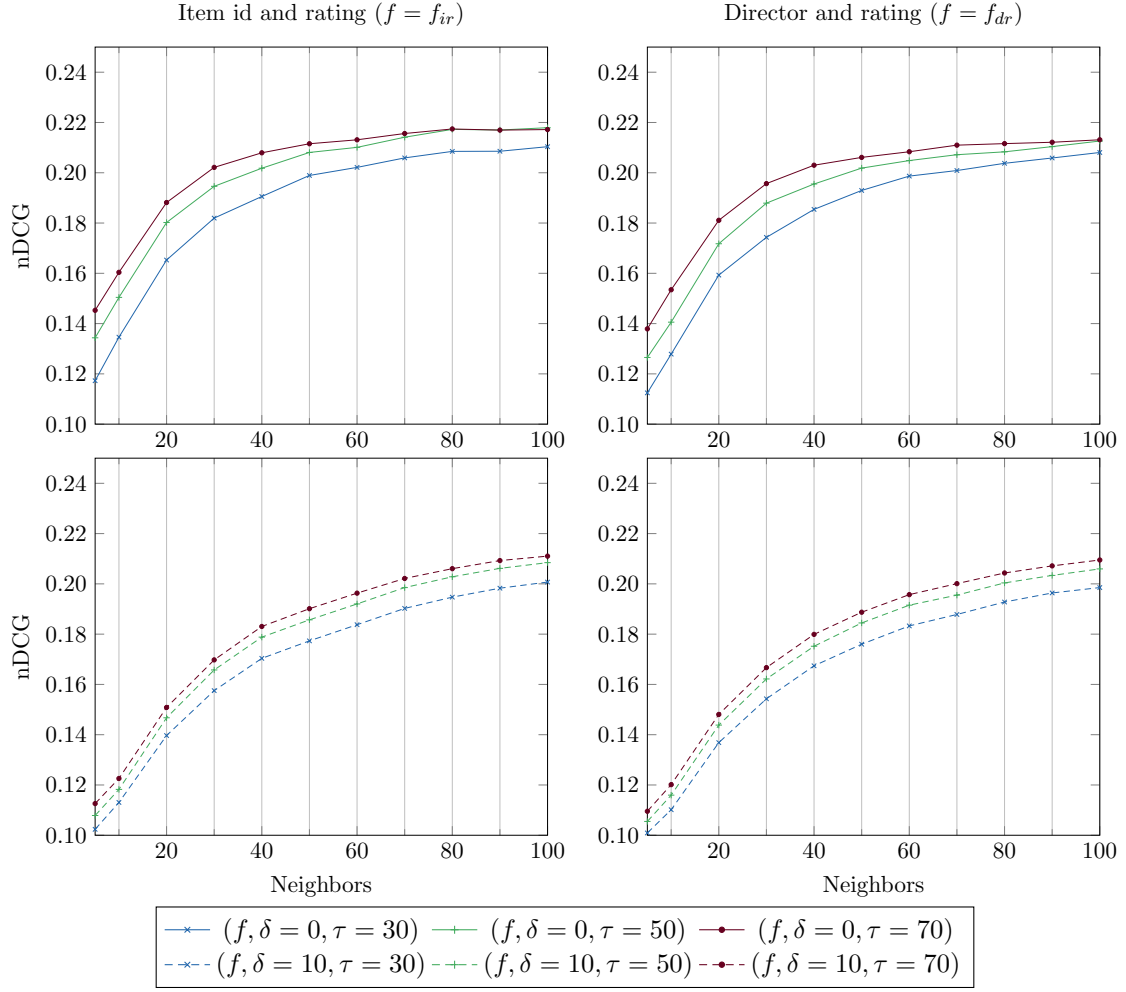 Item id and rating (f = f_ir)
Director and rating (f = f_dr)
nDCG
0.24
0.22
0.20
0.18
0.16
0.14
0.12
0.10
20 40 60 80 100
0.24
0.22
0.20
0.18
0.16
0.14
0.12
0.10
20 40 60 80 100
nDCG
0.24
0.22
0.20
0.18
0.16
0.14
0.12
0.10
20 40 60 80 100
Neighbors
0.24
0.22
0.20
0.18
0.16
0.14
0.12
0.10
20 40 60 80 100
Neighbors
(f, δ = 0, τ = 30) (f, δ = 0, τ = 50) (f, δ = 0, τ = 70)
(f, δ = 10, τ = 30) (f, δ = 10, τ = 50) (f, δ = 10, τ = 70)